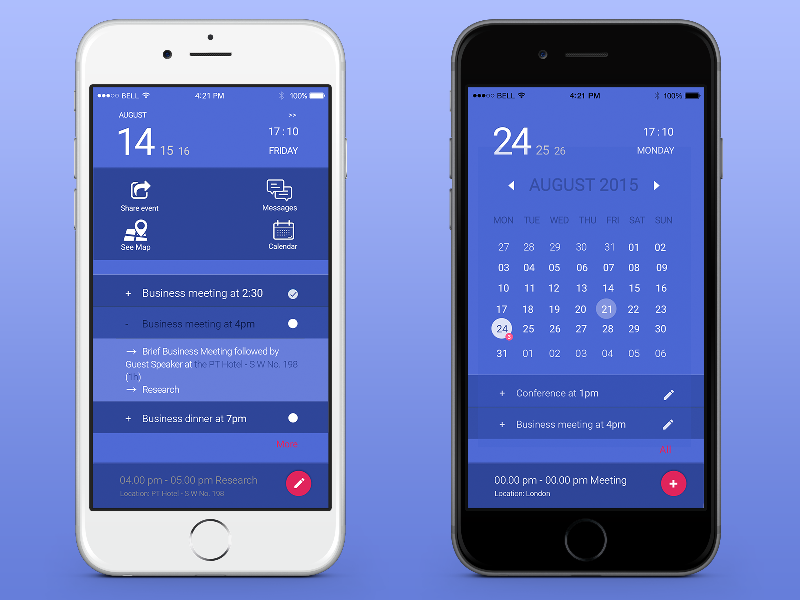 BELL 4:21 PM 100%
AUGUST >>
14 15 16 17:10
FRIDAY
Share event Messages
See Map Calendar
+ Business meeting at 2:30
- Business meeting at 4pm
→ Brief Business Meeting followed by
Guest Speaker at the PT Hotel - S W No. 198
→ Research
+ Business dinner at 7pm
04.00 pm - 05:00 pm Research
Location: PT Hotel - S W No. 198
BELL 4:21 PM 100%
24 25 26 17:10
MONDAY
AUGUST 2015
MON TUE WED THU FRI SAT SUN
27 28 29 30 31 01 02
03 04 05 06 07 08 09
10 11 12 13 14 15 16
17 18 19 20 21 22 23
24 25 26 27 28 29 30
31 01 02 03 04 05 06
+ Conference at 1pm
+ Business meeting at 4pm
00.00 pm - 00.00 pm Meeting
Location: London
+